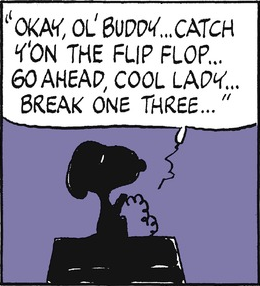 "OKAY, OL' BUDDY...CATCH
Y'ON THE FLIP FLOP...
GO AHEAD, COOL LADY...
BREAK ONE THREE..."